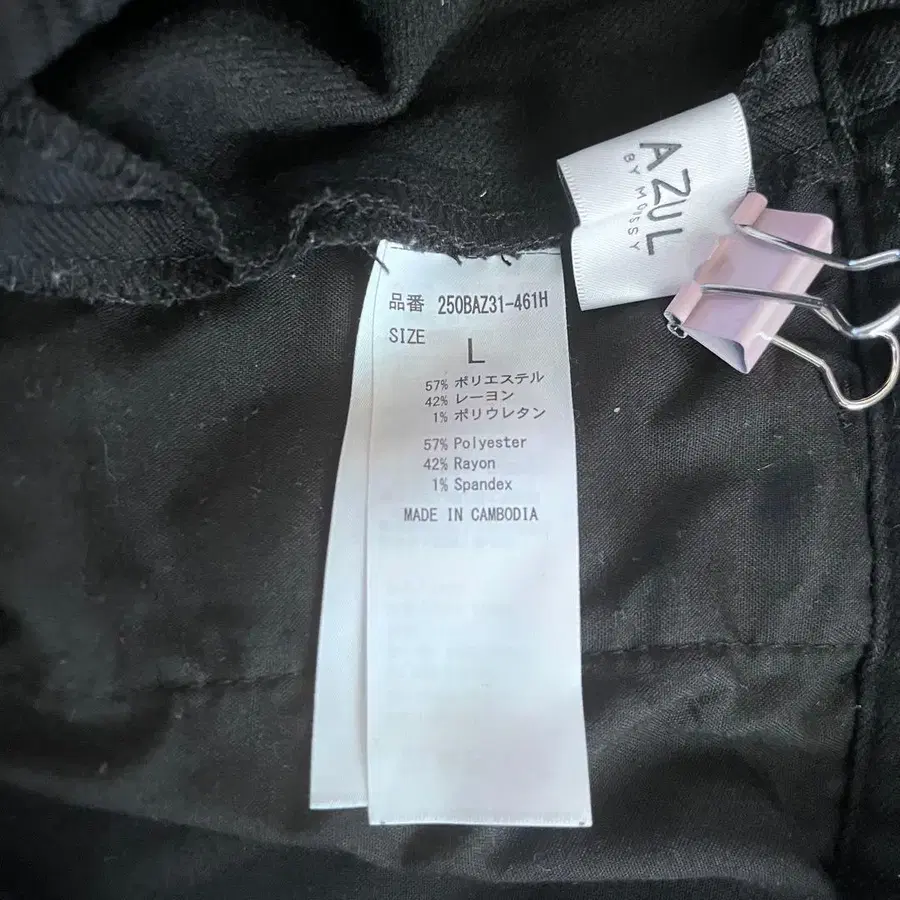 AZUL
BY MOUSSY
品番 250BAZ31-461H
SIZE
L
57% ポリエステル
42% レーヨン
1% ポリウレタン
57% Polyester
42% Rayon
1% Spandex
MADE IN CAMBODIA